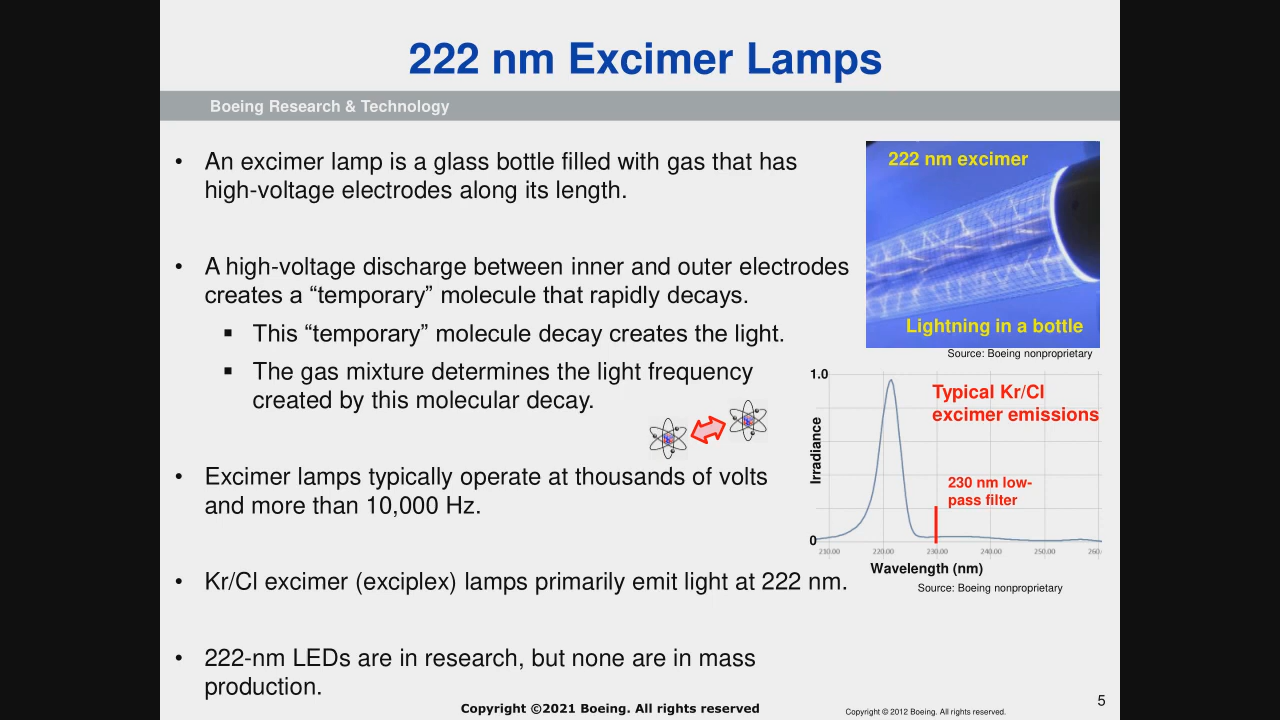 222 nm Excimer Lamps
Boeing Research & Technology
• An excimer lamp is a glass bottle filled with gas that has
high-voltage electrodes along its length.
• A high-voltage discharge between inner and outer electrodes
creates a “temporary” molecule that rapidly decays.
▪ This “temporary” molecule decay creates the light.
▪ The gas mixture determines the light frequency
created by this molecular decay.
• Excimer lamps typically operate at thousands of volts
and more than 10,000 Hz.
• Kr/Cl excimer (exciplex) lamps primarily emit light at 222 nm.
• 222-nm LEDs are in research, but none are in mass
production.
222 nm excimer
Lightning in a bottle
Source: Boeing nonproprietary
1.0
Typical Kr/Cl
excimer emissions
Irradiance
230 nm low-
pass filter
0
210.00 220.00 230.00 240.00 250.00 260.
Wavelength (nm)
Source: Boeing nonproprietary
5
Copyright ©2021 Boeing. All rights reserved
Copyright © 2012 Boeing. All rights reserved.